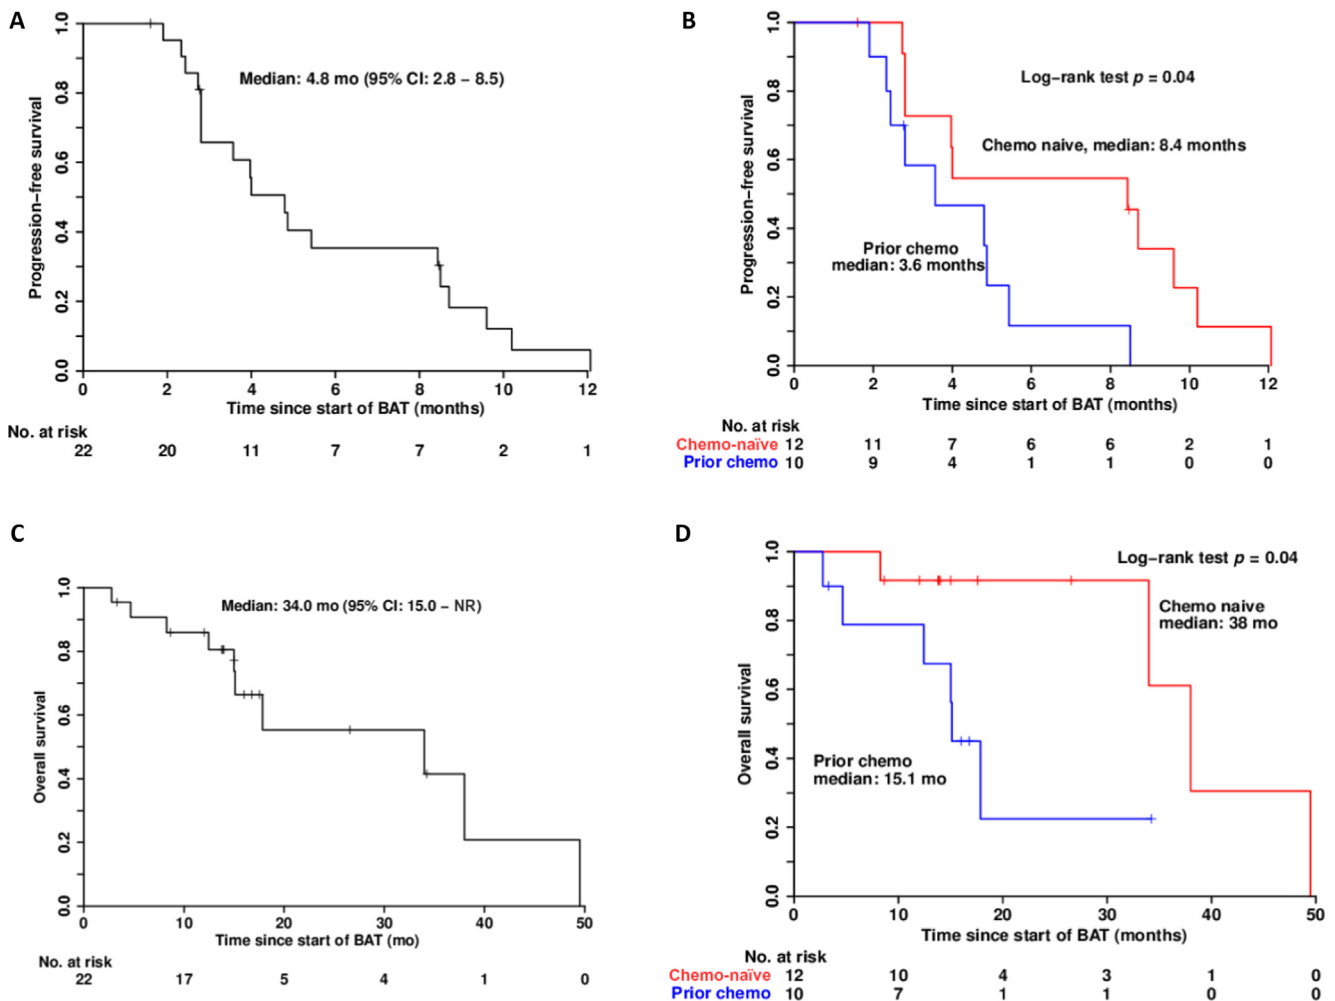 A
Progression-free survival
1.0
0.8
0.6
0.4
0.2
0.0
Median: 4.8 mo (95% CI: 2.8 – 8.5)
0 2 4 6 8 10 12
Time since start of BAT (months)
No. at risk
22 20 11 7 7 2 1
B
Progression-free survival
1.0
0.8
0.6
0.4
0.2
0.0
Log-rank test p = 0.04
Chemo naive, median: 8.4 months
Prior chemo
median: 3.6 months
0 2 4 6 8 10 12
Time since start of BAT (months)
No. at risk
Chemo-naïve 12 11 7 6 6 2 1
Prior chemo 10 9 4 1 1 0 0
C
Overall survival
1.0
0.8
0.6
0.4
0.2
0.0
Median: 34.0 mo (95% CI: 15.0 – NR)
0 10 20 30 40 50
Time since start of BAT (mo)
No. at risk
22 17 5 4 1 0
D
Overall survival
1.0
0.8
0.6
0.4
0.2
0.0
Log-rank test p = 0.04
Chemo naive
median: 38 mo
Prior chemo
median: 15.1 mo
0 10 20 30 40 50
Time since start of BAT (months)
No. at risk
Chemo-naïve 12 10 4 3 1 0
Prior chemo 10 7 1 1 0 0